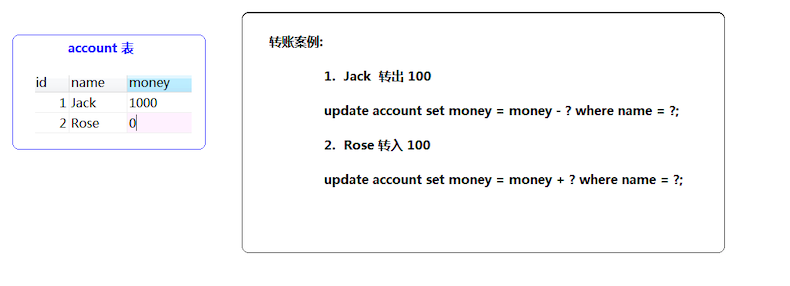 account 表
id name money
1 Jack 1000
2 Rose 0
转账案例:
1. Jack 转出 100
update account set money = money - ? where name = ?;
2. Rose 转入 100
update account set money = money + ? where name = ?;